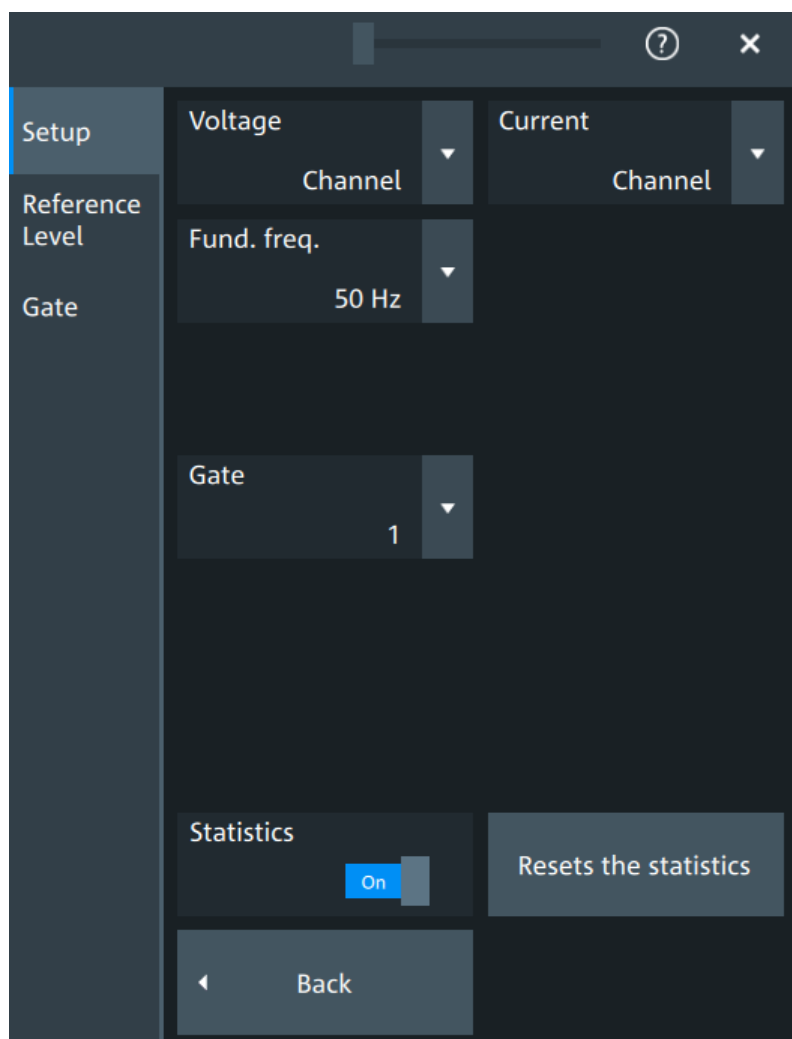 ?
Setup
Voltage
Channel
Current
Channel
Reference
Level
Fund. freq.
50 Hz
Gate
Gate
1
Statistics
On
Resets the statistics
Back